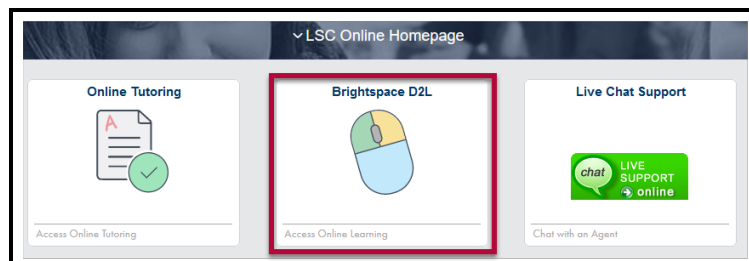 LSC Online Homepage
Online Tutoring
A
Access Online Tutoring
Brightspace D2L
Access Online Learning
Live Chat Support
chat
LIVE
SUPPORT
online
Chat with an Agent